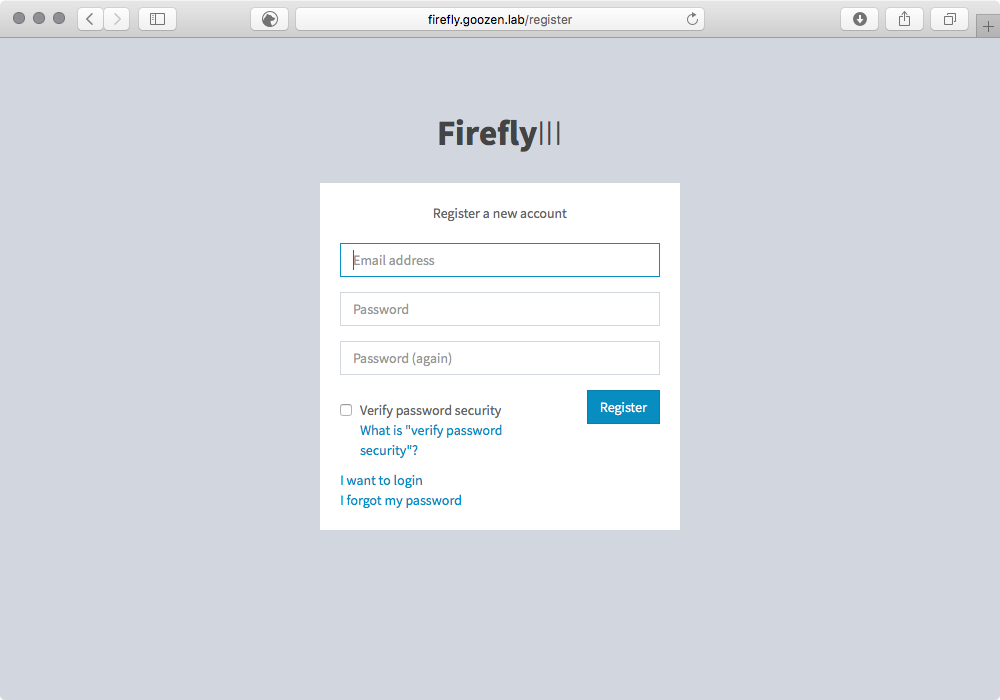 firefly.goozen.lab/register
FireflyIII
Register a new account
Email address
Password
Password (again)
Verify password security
Register
What is "verify password
security"?
I want to login
I forgot my password